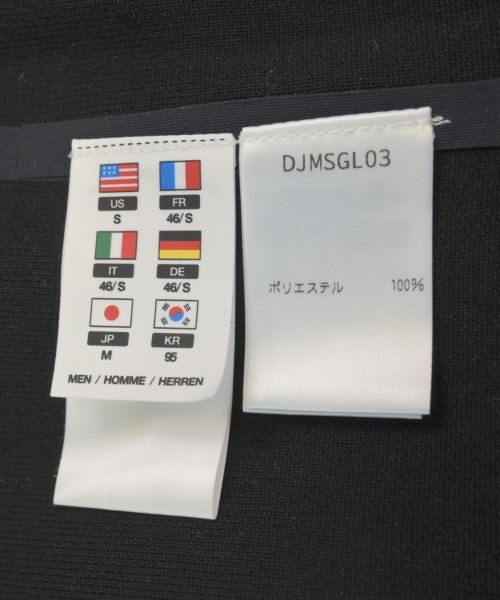 US FR
S 46/S
IT DE
46/S 46/S
JP KR
M 95
MEN / HOMME / HERREN
DJMSGL03
ポリエステル 100%